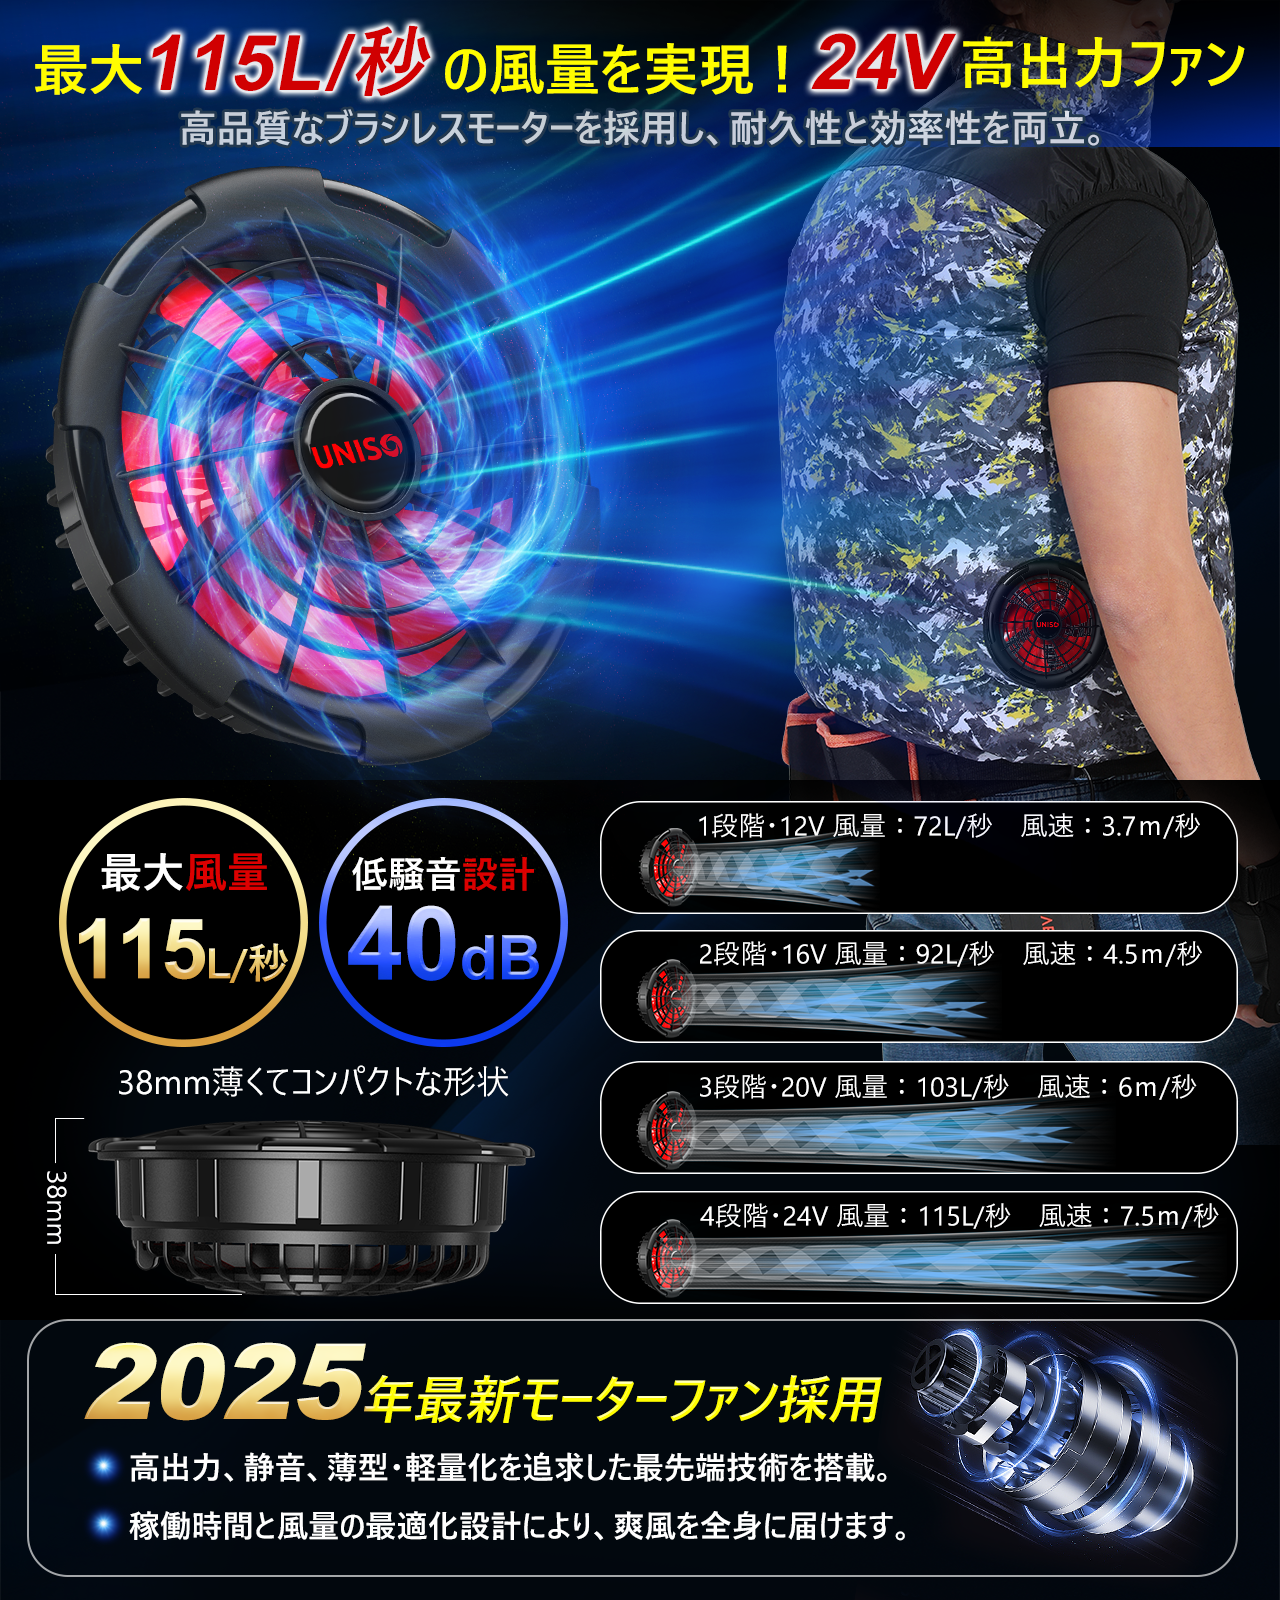 最大115L/秒の風量を実現！24V高出力ファン
高品質なブラシレスモーターを採用し、耐久性と効率性を両立。
UNISO
UNISO
最大風量
115L/秒
低騒音設計
40dB
38mm薄くてコンパクトな形状
38mm
1段階・12V 風量：72L/秒 風速：3.7m/秒
2段階・16V 風量：92L/秒 風速：4.5m/秒
3段階・20V 風量：103L/秒 風速：6m/秒
4段階・24V 風量：115L/秒 風速：7.5m/秒
2025年最新モーターファン採用
高出力、静音、薄型・軽量化を追求した最先端技術を搭載。
稼働時間と風量の最適化設計により、爽風を全身に届けます。